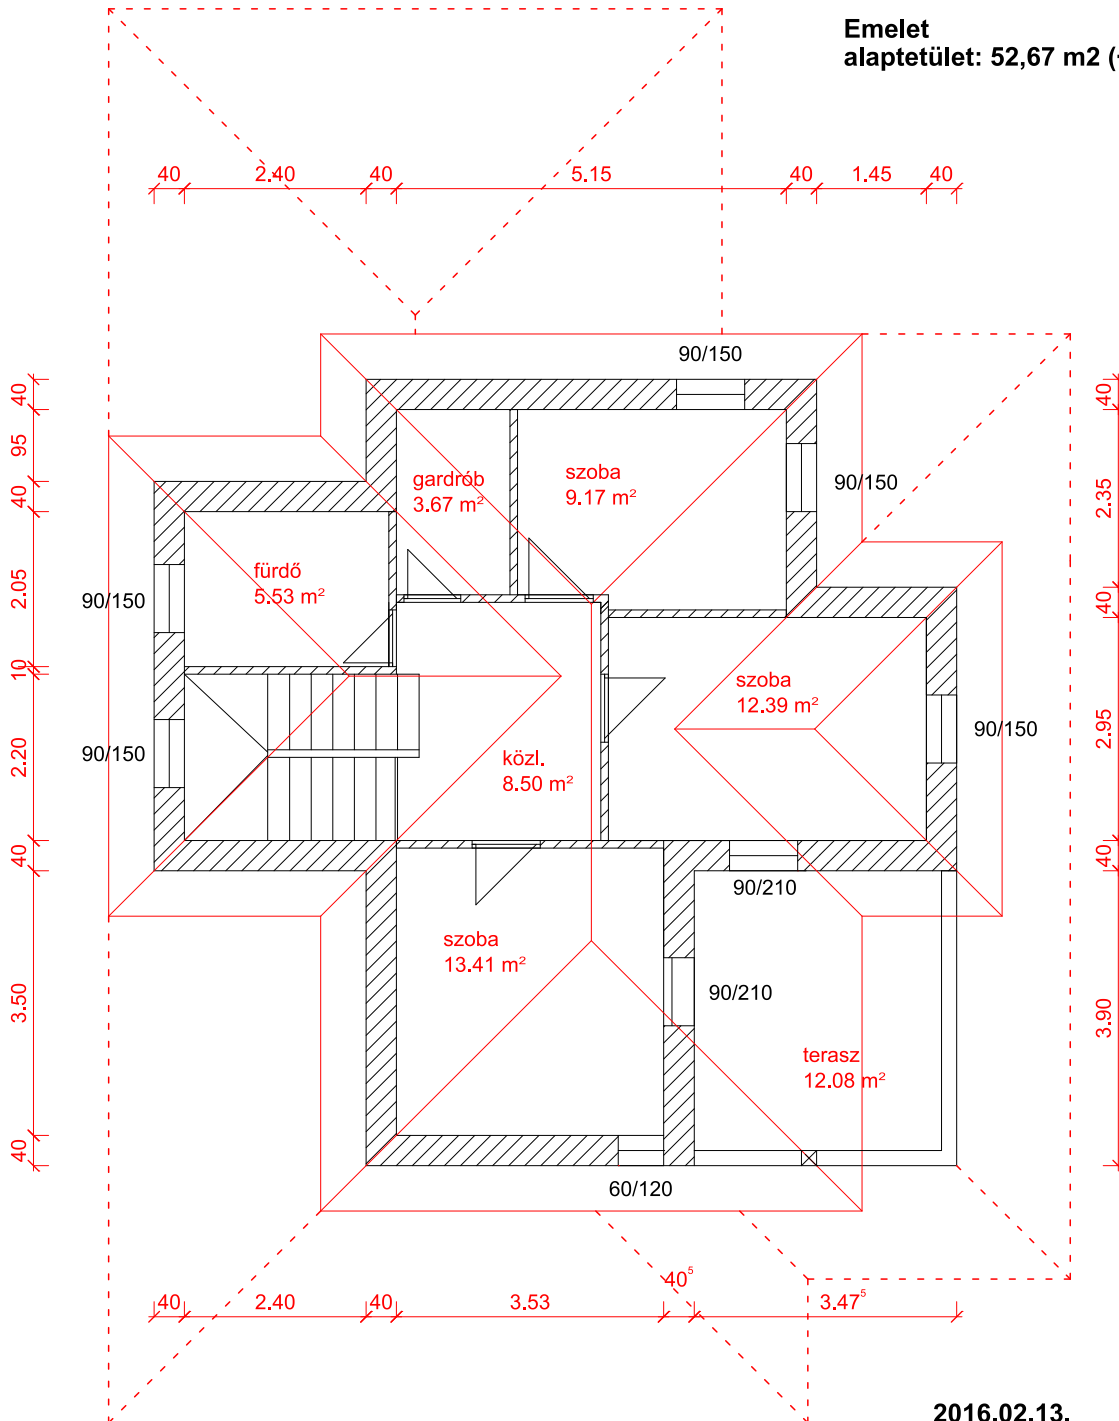 Emelet
alaptetület: 52,67 m2 (
40 2.40 40 5.15 40 1.45 40
90/150
40
40
95
gardrób
3.67 m²
szoba
9.17 m²
90/150
40
2.35
fürdő
5.53 m²
90/150
2.05
40
10
szoba
12.39 m²
90/150
90/150
2.20
2.95
közl.
8.50 m²
40
40
90/210
szoba
13.41 m²
90/210
3.50
3.90
terasz
12.08 m²
40
60/120
40 2.40 40 3.53 40⁵ 3.47⁵
2016.02.13.